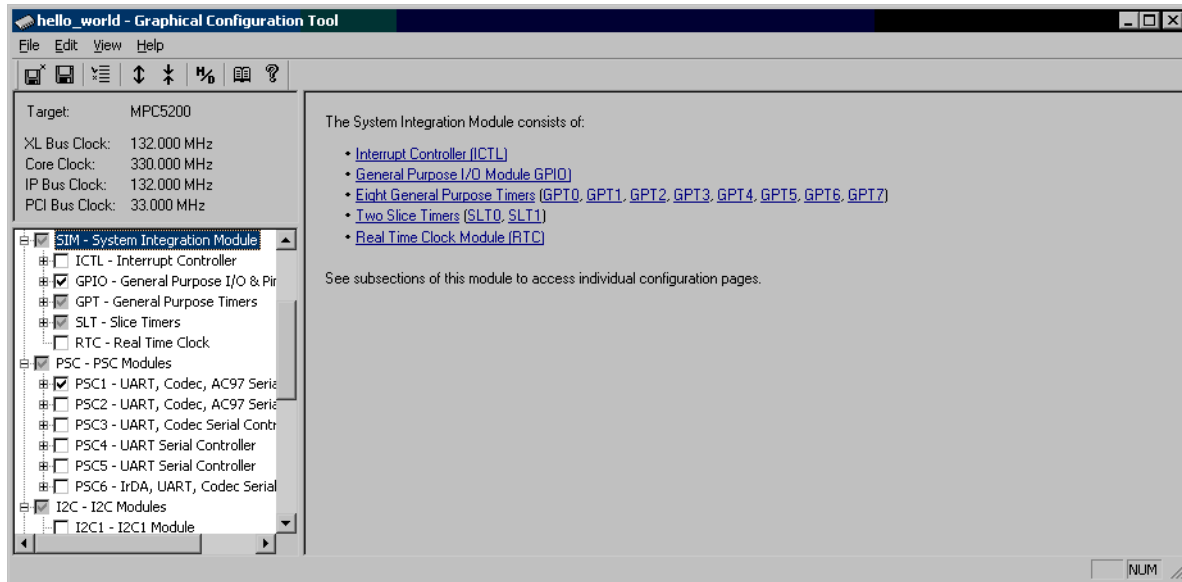 hello_world - Graphical Configuration Tool
File Edit View Help
H/D
Target: MPC5200
XL Bus Clock: 132.000 MHz
Core Clock: 330.000 MHz
IP Bus Clock: 132.000 MHz
PCI Bus Clock: 33.000 MHz
SIM - System Integration Module
ICTL - Interrupt Controller
GPIO - General Purpose I/O & Pin
GPT - General Purpose Timers
SLT - Slice Timers
RTC - Real Time Clock
PSC - PSC Modules
PSC1 - UART, Codec, AC97 Seria
PSC2 - UART, Codec, AC97 Seria
PSC3 - UART, Codec Serial Contr
PSC4 - UART Serial Controller
PSC5 - UART Serial Controller
PSC6 - IrDA, UART, Codec Serial
I2C - I2C Modules
I2C1 - I2C1 Module
The System Integration Module consists of:
• Interrupt Controller (ICTL)
• General Purpose I/O Module GPIO)
• Eight General Purpose Timers (GPT0, GPT1, GPT2, GPT3, GPT4, GPT5, GPT6, GPT7)
• Two Slice Timers (SLT0, SLT1)
• Real Time Clock Module (RTC)
See subsections of this module to access individual configuration pages.
NUM